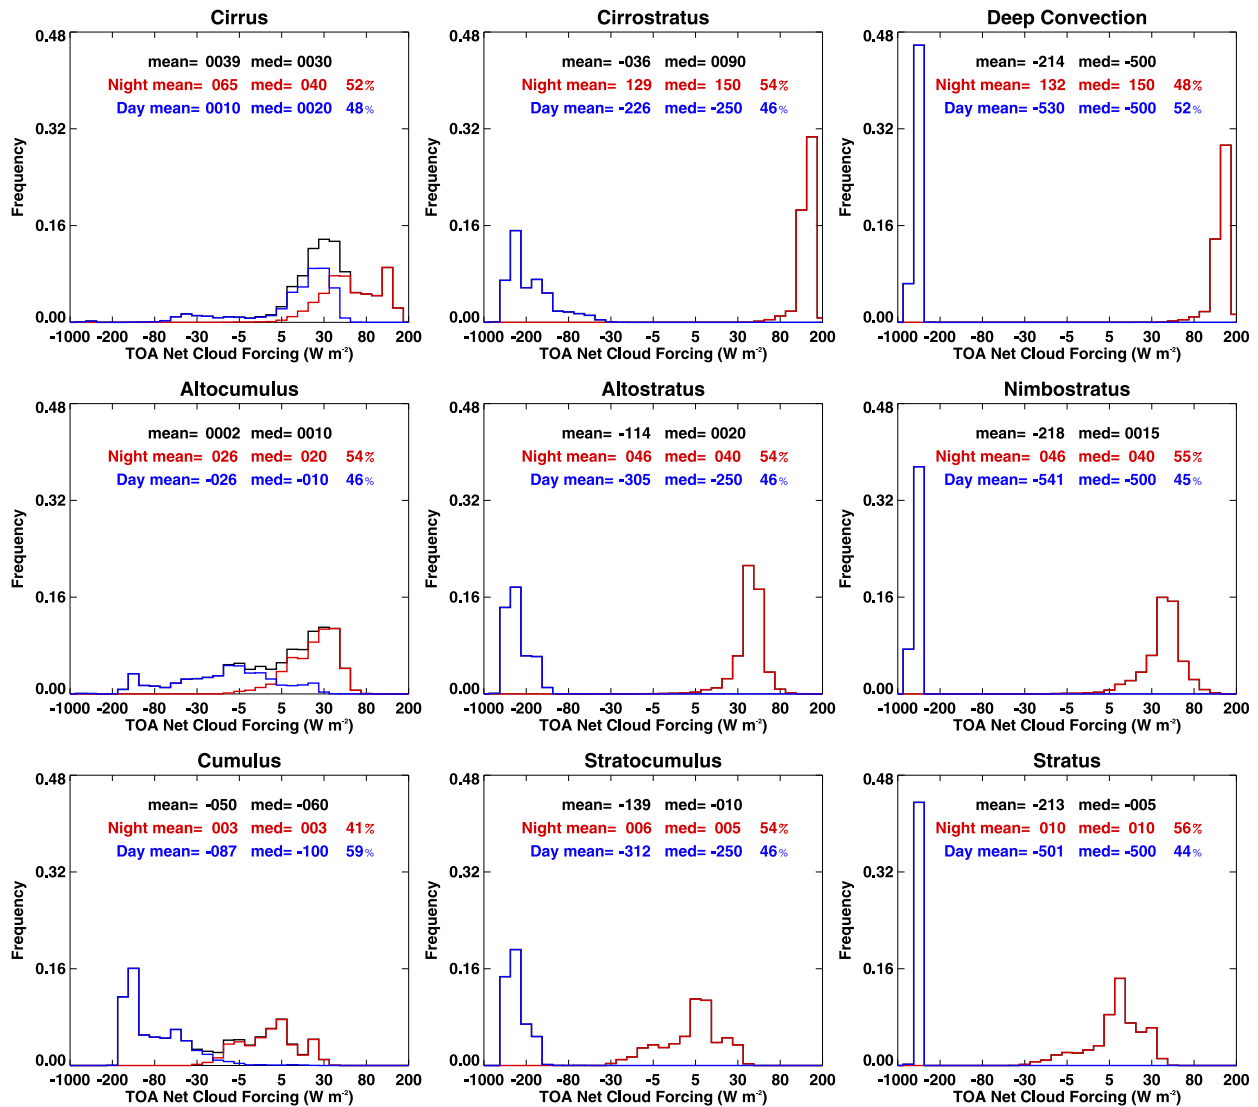 Cirrus
0.48
mean= 0039 med= 0030
Night mean= 065 med= 040 52%
Day mean= 0010 med= 0020 48%
0.32
Frequency
0.16
0.00
-1000 -200 -80 -30 -5 5 30 80 200
TOA Net Cloud Forcing (W m-2)
Cirrostratus
0.48
mean= -036 med= 0090
Night mean= 129 med= 150 54%
Day mean= -226 med= -250 46%
0.32
Frequency
0.16
0.00
-1000 -200 -80 -30 -5 5 30 80 200
TOA Net Cloud Forcing (W m-2)
Deep Convection
0.48
mean= -214 med= -500
Night mean= 132 med= 150 48%
Day mean= -530 med= -500 52%
0.32
Frequency
0.16
0.00
-1000 -200 -80 -30 -5 5 30 80 200
TOA Net Cloud Forcing (W m-2)
Altocumulus
0.48
mean= 0002 med= 0010
Night mean= 026 med= 020 54%
Day mean= -026 med= -010 46%
0.32
Frequency
0.16
0.00
-1000 -200 -80 -30 -5 5 30 80 200
TOA Net Cloud Forcing (W m-2)
Altostratus
0.48
mean= -114 med= 0020
Night mean= 046 med= 040 54%
Day mean= -305 med= -250 46%
0.32
Frequency
0.16
0.00
-1000 -200 -80 -30 -5 5 30 80 200
TOA Net Cloud Forcing (W m-2)
Nimbostratus
0.48
mean= -218 med= 0015
Night mean= 046 med= 040 55%
Day mean= -541 med= -500 45%
0.32
Frequency
0.16
0.00
-1000 -200 -80 -30 -5 5 30 80 200
TOA Net Cloud Forcing (W m-2)
Cumulus
0.48
mean= -050 med= -060
Night mean= 003 med= 003 41%
Day mean= -087 med= -100 59%
0.32
Frequency
0.16
0.00
-1000 -200 -80 -30 -5 5 30 80 200
TOA Net Cloud Forcing (W m-2)
Stratocumulus
0.48
mean= -139 med= -010
Night mean= 006 med= 005 54%
Day mean= -312 med= -250 46%
0.32
Frequency
0.16
0.00
-1000 -200 -80 -30 -5 5 30 80 200
TOA Net Cloud Forcing (W m-2)
Stratus
0.48
mean= -213 med= -005
Night mean= 010 med= 010 56%
Day mean= -501 med= -500 44%
0.32
Frequency
0.16
0.00
-1000 -200 -80 -30 -5 5 30 80 200
TOA Net Cloud Forcing (W m-2)